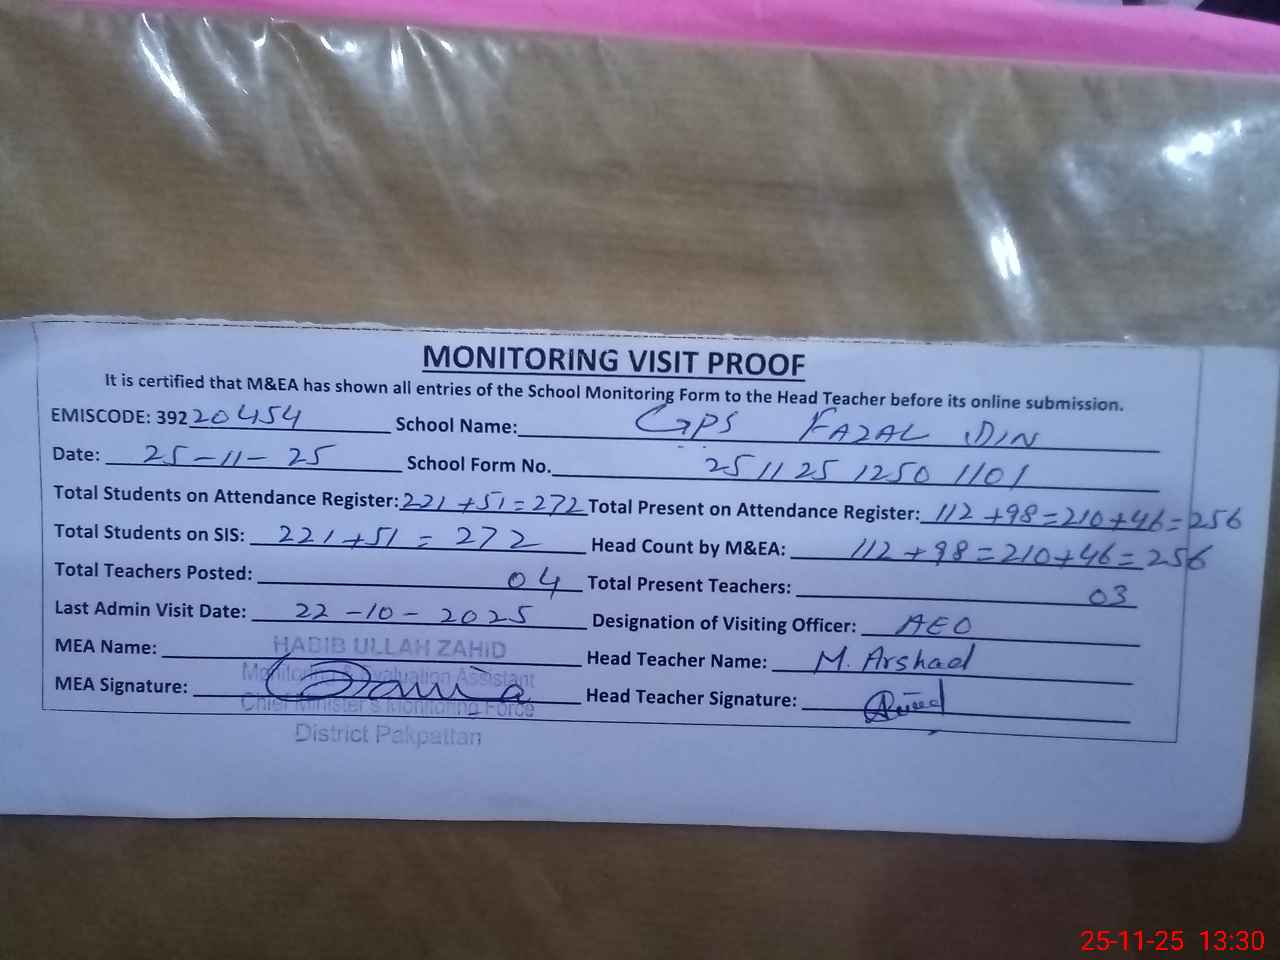 MONITORING VISIT PROOF
It is certified that M&EA has shown all entries of the School Monitoring Form to the Head Teacher before its online submission.
EMISCODE: 39220454 School Name: GPS FAZAL DIN
Date: 25-11-25 School Form No. 25 11 25 1250 1101
Total Students on Attendance Register: 221+51=272 Total Present on Attendance Register: 112+98=210+46=256
Total Students on SIS: 221+51=272 Head Count by M&EA: 112+98=210+46=256
Total Teachers Posted: 04 Total Present Teachers: 03
Last Admin Visit Date: 22-10-2025 Designation of Visiting Officer: AEO
MEA Name: HABIB ULLAH ZAHID Head Teacher Name: M. Arshad
Monitoring & Evaluation Assistant
MEA Signature: Head Teacher Signature:
Chief Minister's Monitoring Force
District Pakpattan
25-11-25 13:30